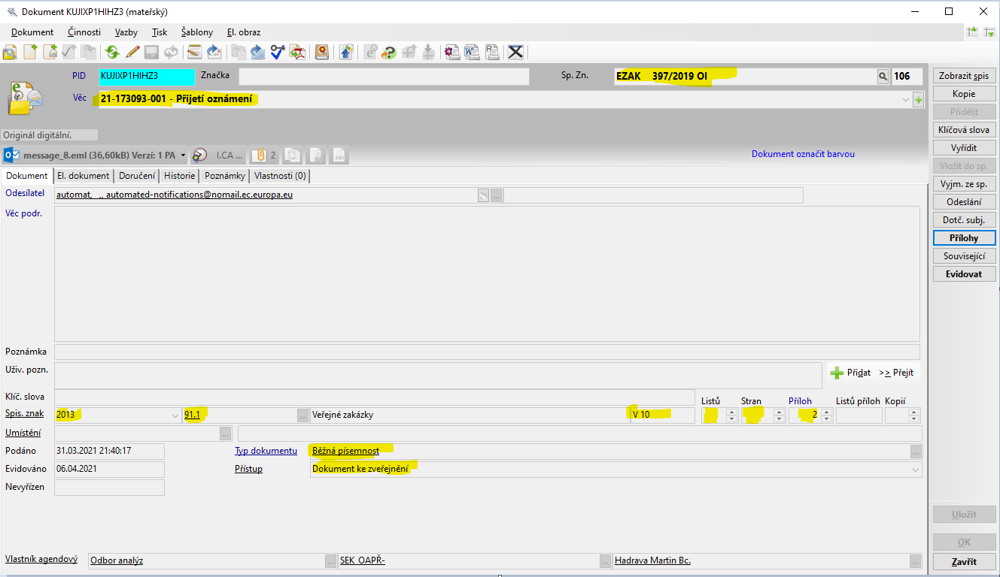 Dokument KUJIXP1HIHZ3 (mateřský)
Dokument Činnosti Vazby Tisk Šablony El. obraz
PID KUJIXP1HIHZ3 Značka Sp. Zn. EZAK 397/2019 OI 106
Věc 21-173093-001 - Přijetí oznámení
Originál digitální.
message_8.eml (36,60kB) Verzí: 1 PA I.CA ... 2
Dokument označit barvou
Dokument El. dokument Doručení Historie Poznámky Vlastnosti (0)
Odesílatel automat, ,, automated-notifications@nomail.ec.europa.eu ...
Věc podr.
Poznámka
Uživ. pozn. Přidat >> Přejít
Klíč. slova Listů Stran Příloh Listů příloh Kopií
Spis. znak 2013 91.1 ... Veřejné zakázky V 10 2
Umístění ...
Podáno 31.03.2021 21:40:17 Typ dokumentu Běžná písemnost ...
Evidováno 06.04.2021 Přístup Dokument ke zveřejnění
Nevyřízen
Vlastník agendový Odbor analýz ... SEK_OAPŘ- ... Hadrava Martin Bc. ...
Zobrazit spis
Kopie
Přidělit
Klíčová slova
Vyřídit
Vložit do sp.
Vyjm. ze sp.
Odeslání
Dotč. subj.
Přílohy
Související
Evidovat
Uložit
OK
Zavřít